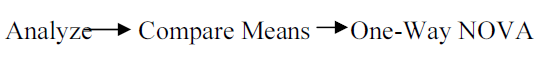 Analyze → Compare Means → One-Way NOVA